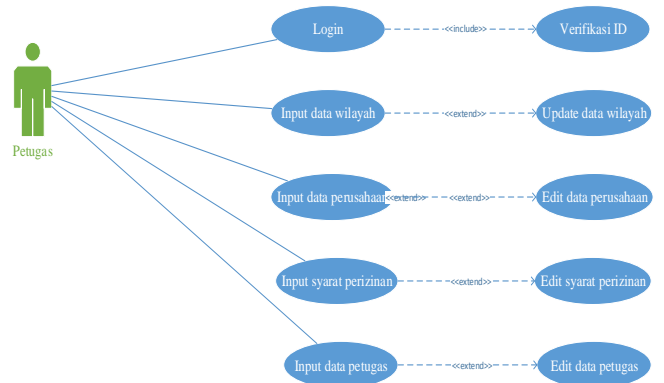 Login <<include>> Verifikasi ID
Petugas
Input data wilayah <<extend>> Update data wilayah
Input data perusahaan <<extend>> <<extend>> Edit data perusahaan
Input syarat perizinan <<extend>> Edit syarat perizinan
Input data petugas <<extend>> Edit data petugas